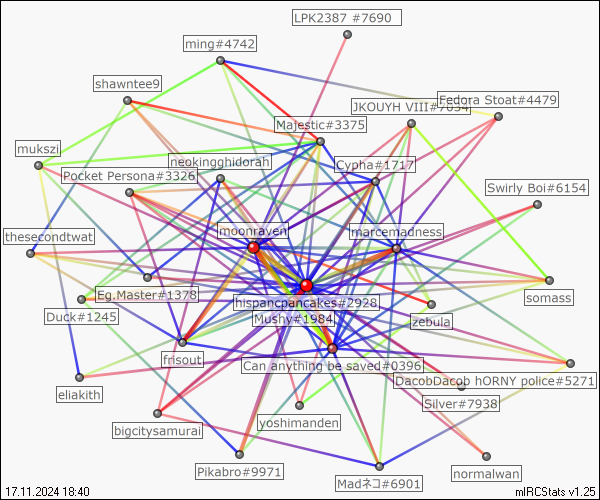 LPK2387 #7690
ming#4742
shawntee9
JKOUYH VIII#7634
Fedora Stoat#4479
Majestic#3375
mukszi
neokingghidorah
Cypha#1717
Pocket Persona#3326
Swirly Boi#6154
moonraven
marcemadness
thesecondtwat
Eg.Master#1378
hispancpancakes#2928
somass
Duck#1245
Mushy#1984
zebula
frisout
Can anything be saved#0396
DacobDacob hORNY police#5271
eliakith
Silver#7938
bigcitysamurai
yoshimanden
Pikabro#9971
Madネコ#6901
normalwan
17.11.2024 18:40
mIRCStats v1.25